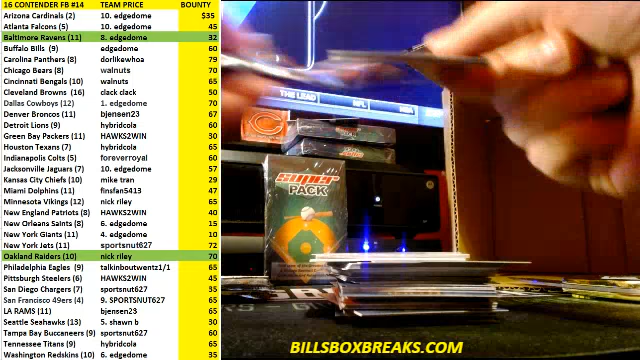 16 CONTENDER FB #14 TEAM PRICE BOUNTY
Arizona Cardinals (2) 10. edgedome $35
Atlanta Falcons (5) 10. edgedome 45
Baltimore Ravens (11) 8. edgedome 32
Buffalo Bills (9) edgedome 60
Carolina Panthers (8) dorlikewhoa 79
Chicago Bears (8) walnuts 70
Cincinnati Bengals (10) walnuts 65
Cleveland Browns (16) clack clack 50
Dallas Cowboys (12) 1. edgedome 70
Denver Broncos (11) bjensen23 67
Detroit Lions (9) hybridcola 60
Green Bay Packers (11) HAWKS2WIN 30
Houston Texans (7) hybridcola 65
Indianapolis Colts (5) foreverroyal 60
Jacksonville Jaguars (7) 10. edgedome 57
Kansas City Chiefs (10) mike tran 29
Miami Dolphins (11) finsfan5413 47
Minnesota Vikings (12) nick riley 65
New England Patriots (8) HAWKS2WIN 40
New Orleans Saints (8) 6. edgedome 15
New York Giants (11) 4. edgedome 10
New York Jets (11) sportsnut627 72
Oakland Raiders (10) nick riley 70
Philadelphia Eagles (9) talkinboutwentz1/1 65
Pittsburgh Steelers (6) HAWKS2WIN 45
San Diego Chargers (7) sportsnut627 35
San Francisco 49ers (4) 9. SPORTSNUT627 65
LA RAMS (11) bjensen23 65
Seattle Seahawks (13) 5. shawn b 30
Tampa Bay Buccaneers (9) sportsnut627 60
Tennessee Titans (9) hybridcola 65
Washington Redskins (10) 6. edgedome 35
THE LEAD NFL NBA
super
PACK
BILLSBOXBREAKS.COM